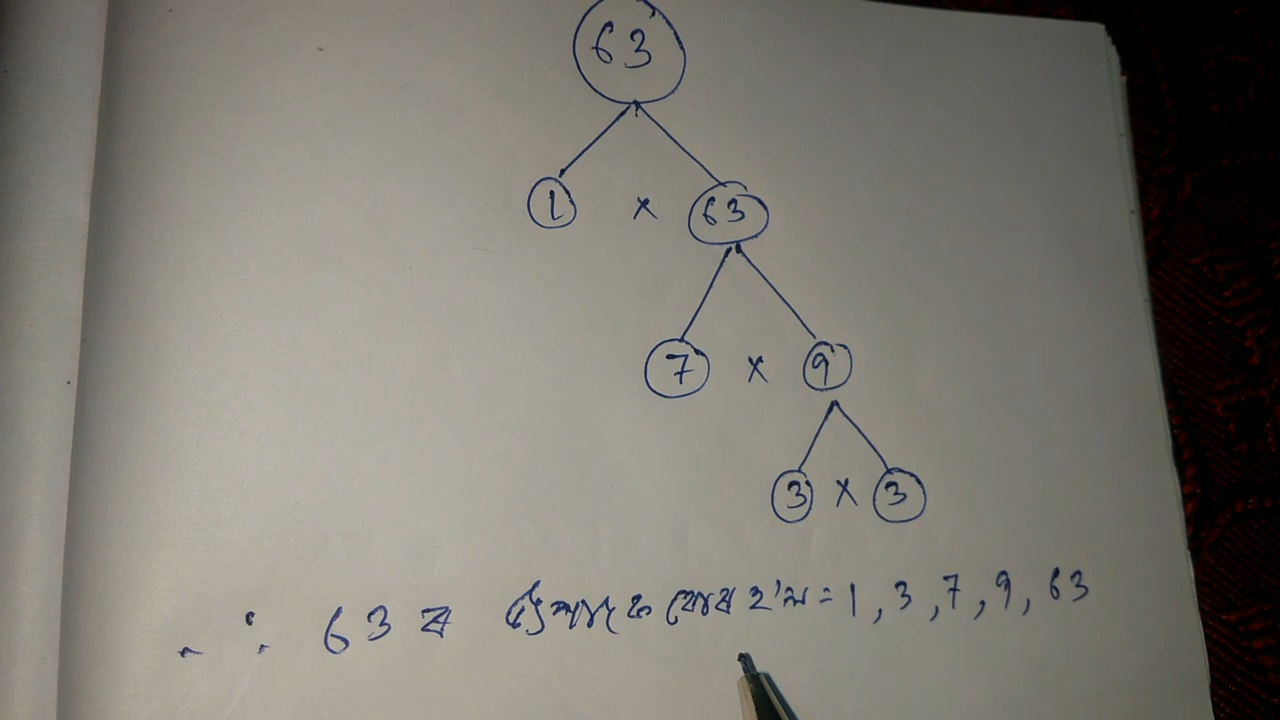 63
1 × 63
7 × 9
3 × 3
∴ 63 ৰ হ'ল = 1, 3, 7, 9, 63